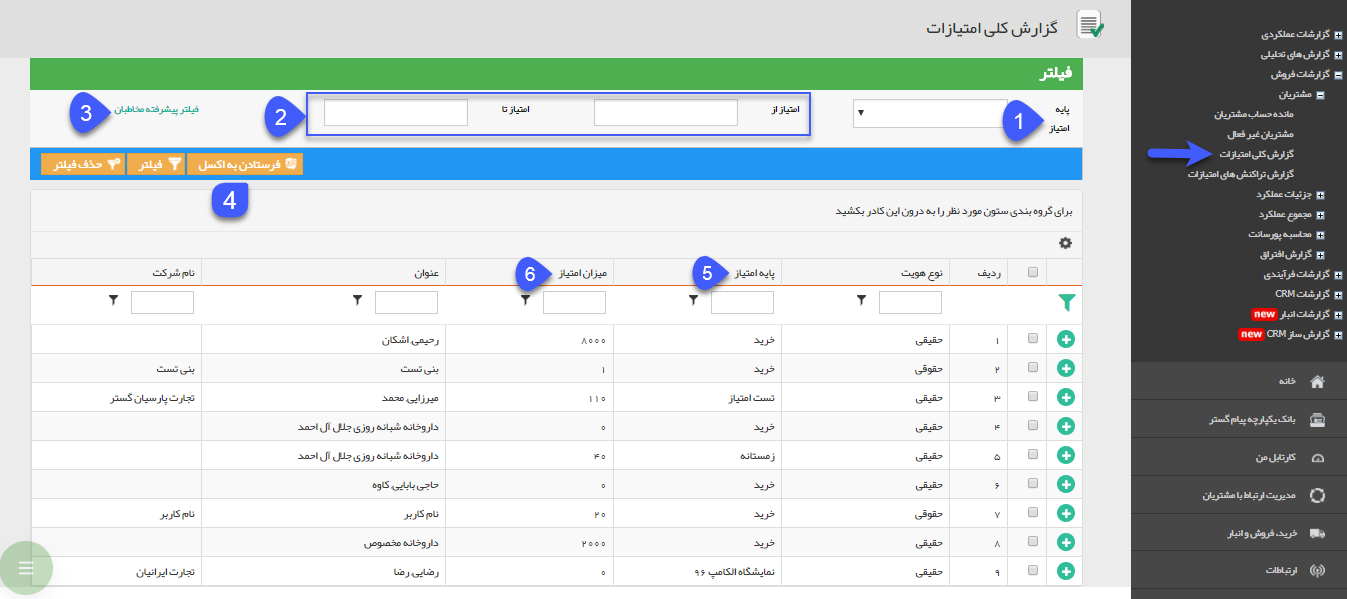 گزارش کلی امتیازات
گزارشات عملکردی
گزارش های تحلیلی
گزارشات فروش
مشتریان
مانده حساب مشتریان
مشتریان غیر فعال
گزارش کلی امتیازات
گزارش تراکنش های امتیازات
جزئیات عملکرد
مجموع عملکرد
محاسبه پورسانت
گزارش افتراق
گزارشات فرآیندی
گزارشات CRM
گزارشات انبار new
گزارش ساز CRM new
خانه
بانک یکپارچه پیام گستر
کارتابل من
مدیریت ارتباط با مشتریان
خرید، فروش و انبار
ارتباطات
فیلتر
پایه امتیاز 1
امتیاز از
امتیاز تا
2
فیلتر پیشرفته مخاطبان 3
فرستادن به اکسل
فیلتر
حذف فیلتر
4
برای گروه بندی ستون مورد نظر را به درون این کادر بکشید
ردیف نوع هویت پایه امتیاز 5 میزان امتیاز 6 عنوان نام شرکت
۱ حقیقی خرید ۸۰۰۰ رحیمی,اشکان
۲ حقوقی خرید ۱ بنی تست بنی تست
۳ حقیقی تست امتیاز ۱۱۰ میرزایی,محمد تجارت پارسیان گستر
۴ حقیقی خرید ۰ داروخانه شبانه روزی جلال آل احمد
۵ حقیقی زمستانه ۴۰ داروخانه شبانه روزی جلال آل احمد
۶ حقیقی خرید ۰ حاجی بابایی,کاوه
۷ حقوقی خرید ۲۰ نام کاربر نام کاربر
۸ حقیقی خرید ۲۰۰۰ داروخانه مخصوص
۹ حقیقی نمایشگاه الکامپ ۹۶ ۰ رضایی,رضا تجارت ایرانیان